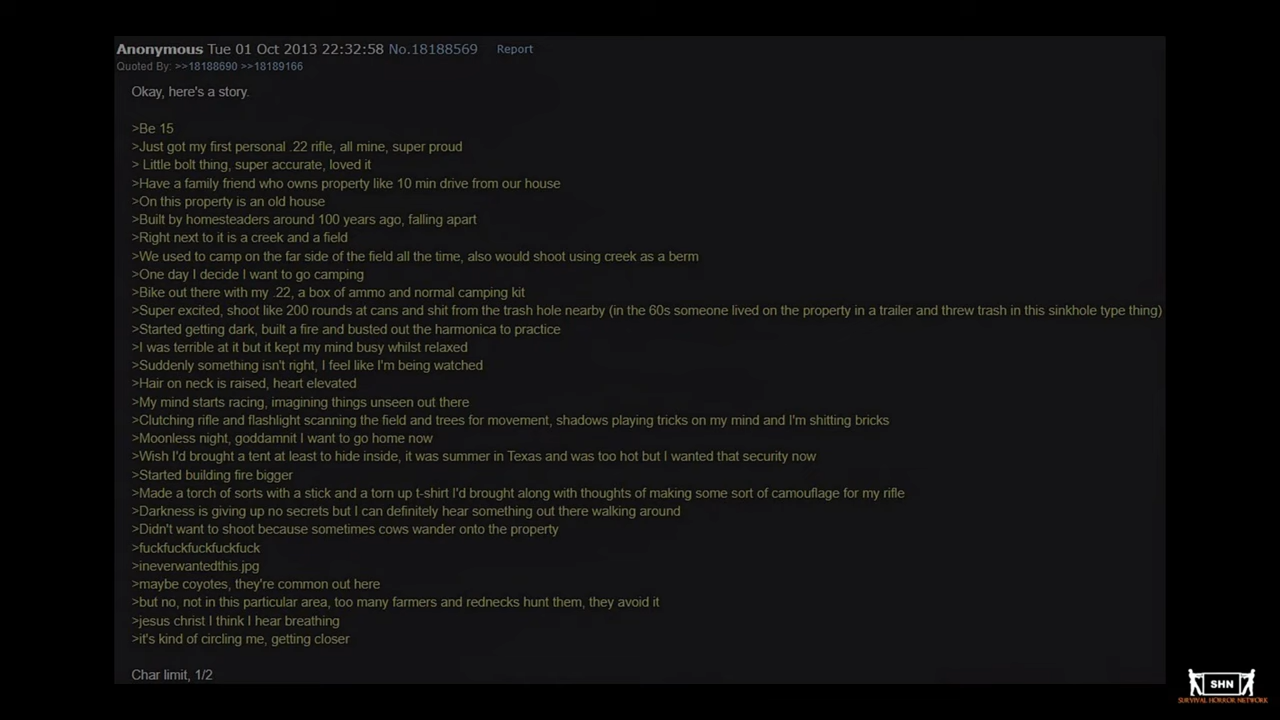 Anonymous Tue 01 Oct 2013 22:32:58 No.18188569 Report
Quoted By: >>18188690 >>18189166
Okay, here's a story.
>Be 15
>Just got my first personal .22 rifle, all mine, super proud
> Little bolt thing, super accurate, loved it
>Have a family friend who owns property like 10 min drive from our house
>On this property is an old house
>Built by homesteaders around 100 years ago, falling apart
>Right next to it is a creek and a field
>We used to camp on the far side of the field all the time, also would shoot using creek as a berm
>One day I decide I want to go camping
>Bike out there with my .22, a box of ammo and normal camping kit
>Super excited, shoot like 200 rounds at cans and shit from the trash hole nearby (in the 60s someone lived on the property in a trailer and threw trash in this sinkhole type thing)
>Started getting dark, built a fire and busted out the harmonica to practice
>I was terrible at it but it kept my mind busy whilst relaxed
>Suddenly something isn't right, I feel like I'm being watched
>Hair on neck is raised, heart elevated
>My mind starts racing, imagining things unseen out there
>Clutching rifle and flashlight scanning the field and trees for movement, shadows playing tricks on my mind and I'm shitting bricks
>Moonless night, goddamnit I want to go home now
>Wish I'd brought a tent at least to hide inside, it was summer in Texas and was too hot but I wanted that security now
>Started building fire bigger
>Made a torch of sorts with a stick and a torn up t-shirt I'd brought along with thoughts of making some sort of camouflage for my rifle
>Darkness is giving up no secrets but I can definitely hear something out there walking around
>Didn't want to shoot because sometimes cows wander onto the property
>fuckfuckfuckfuckfuck
>ineverwantedthis.jpg
>maybe coyotes, they're common out here
>but no, not in this particular area, too many farmers and rednecks hunt them, they avoid it
>jesus christ I think I hear breathing
>it's kind of circling me, getting closer
Char limit, 1/2
SHN
SURVIVAL HORROR NETWORK